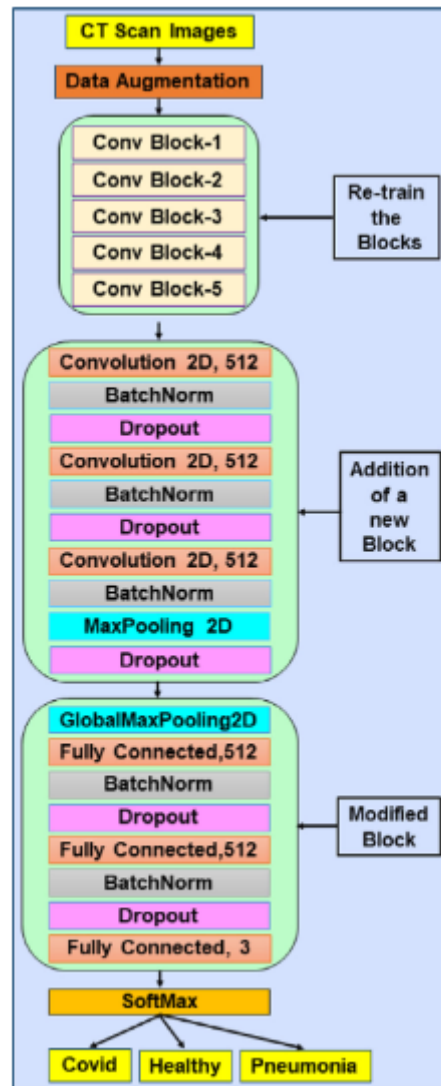 CT Scan Images
Data Augmentation
Conv Block-1
Conv Block-2
Conv Block-3
Conv Block-4
Conv Block-5
Re-train
the
Blocks
Convolution 2D, 512
BatchNorm
Dropout
Convolution 2D, 512
BatchNorm
Dropout
Convolution 2D, 512
BatchNorm
MaxPooling 2D
Dropout
Addition
of a
new
Block
GlobalMaxPooling2D
Fully Connected,512
BatchNorm
Dropout
Fully Connected,512
BatchNorm
Dropout
Fully Connected, 3
Modified
Block
SoftMax
Covid
Healthy
Pneumonia